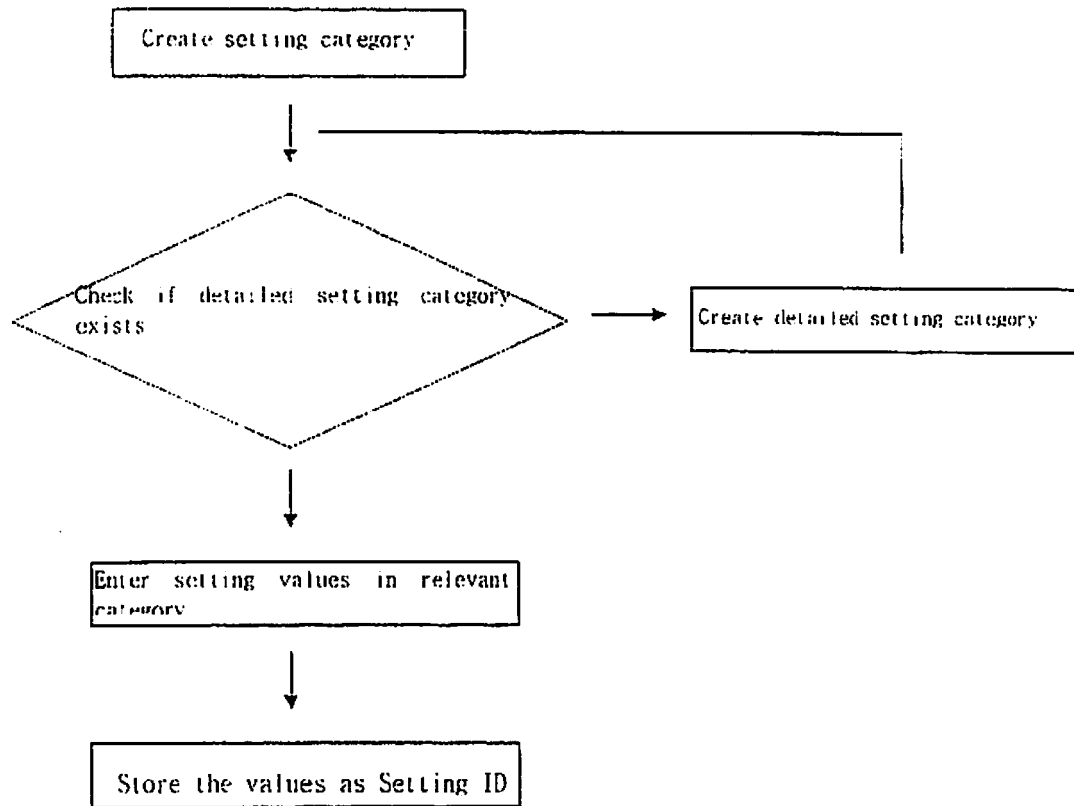 Create setting category
Check if detailed setting category
exists
Create detailed setting category
Enter setting values in relevant
category
Store the values as Setting ID